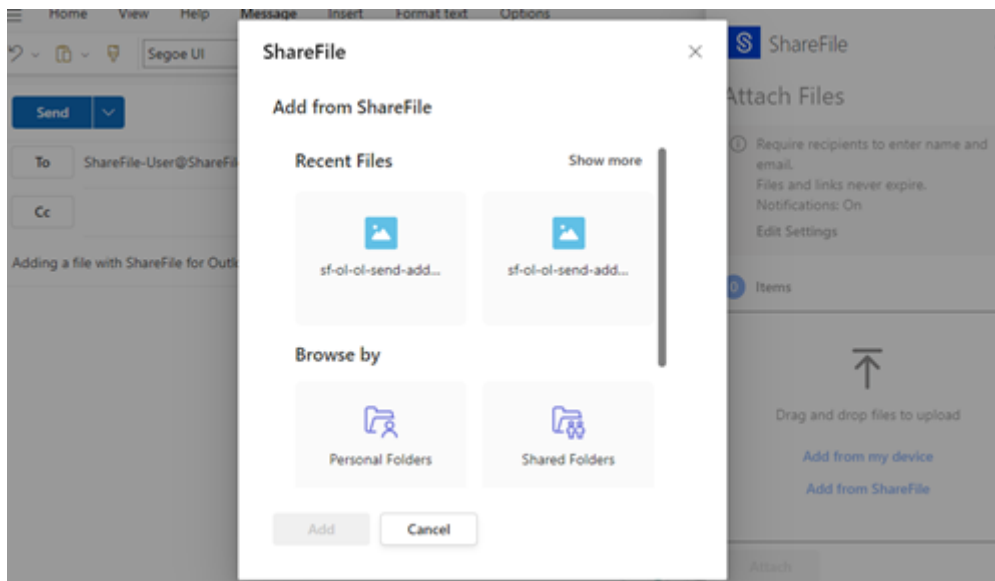 Home View Help Message Insert Format text Options
Segoe UI
Send
To ShareFile-User@ShareFil
Cc
Adding a file with ShareFile for Outlo
ShareFile
Add from ShareFile
Recent Files Show more
sf-ol-ol-send-add... sf-ol-ol-send-add...
Browse by
Personal Folders Shared Folders
Add Cancel
S ShareFile
Attach Files
Require recipients to enter name and
email.
Files and links never expire.
Notifications: On
Edit Settings
0 Items
Drag and drop files to upload
Add from my device
Add from ShareFile
Attach